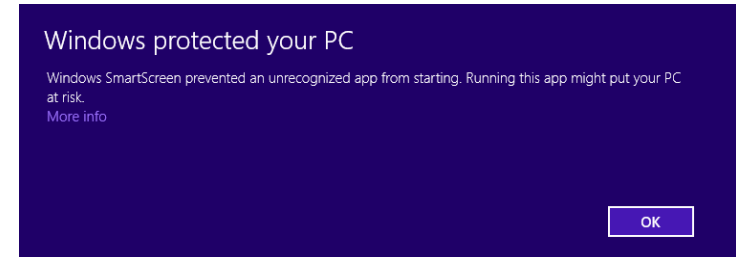 Windows protected your PC
Windows SmartScreen prevented an unrecognized app from starting. Running this app might put your PC
at risk.
More info
OK